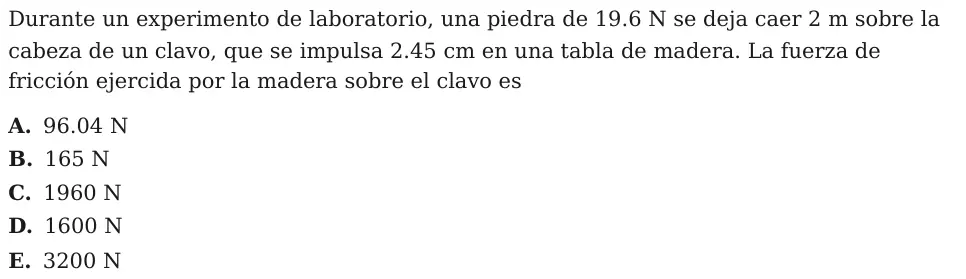 Durante un experimento de laboratorio, una piedra de 19.6 N se deja caer 2 m sobre la
cabeza de un clavo, que se impulsa 2.45 cm en una tabla de madera. La fuerza de
fricción ejercida por la madera sobre el clavo es
A. 96.04 N
B. 165 N
C. 1960 N
D. 1600 N
E. 3200 N